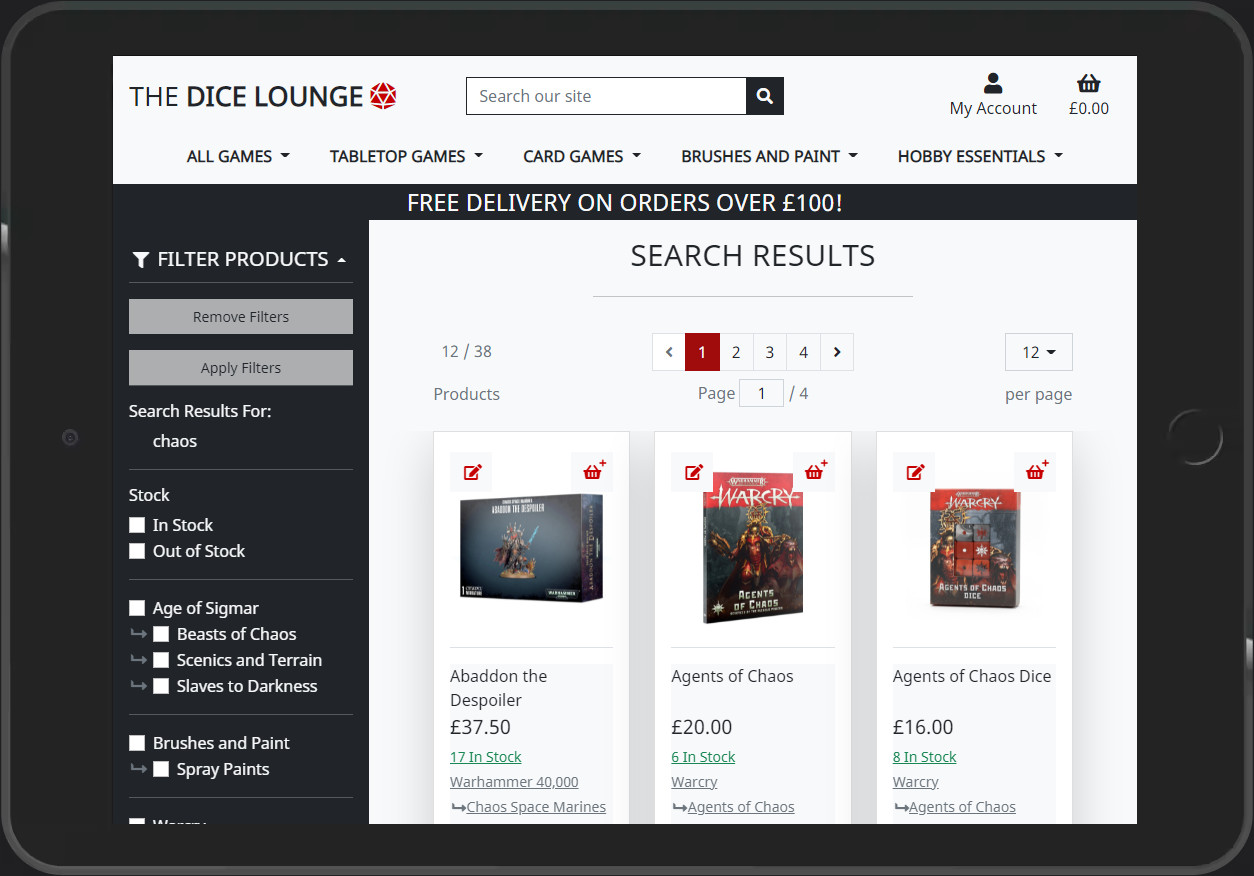 THE DICE LOUNGE
Search our site
My Account
£0.00
ALL GAMES
TABLETOP GAMES
CARD GAMES
BRUSHES AND PAINT
HOBBY ESSENTIALS
FREE DELIVERY ON ORDERS OVER £100!
FILTER PRODUCTS
Remove Filters
Apply Filters
Search Results For:
chaos
Stock
In Stock
Out of Stock
Age of Sigmar
Beasts of Chaos
Scenics and Terrain
Slaves to Darkness
Brushes and Paint
Spray Paints
Warcry
SEARCH RESULTS
12 / 38
Products
1 2 3 4
Page 1 / 4
12
per page
ABADDON THE DESPOILER
WARHAMMER
Abaddon the
Despoiler
£37.50
17 In Stock
Warhammer 40,000
Chaos Space Marines
WARHAMMER
WARCRY
AGENTS
OF CHAOS
Agents of Chaos
£20.00
6 In Stock
Warcry
Agents of Chaos
WARCRY
AGENTS OF CHAOS
DICE
Agents of Chaos Dice
£16.00
8 In Stock
Warcry
Agents of Chaos